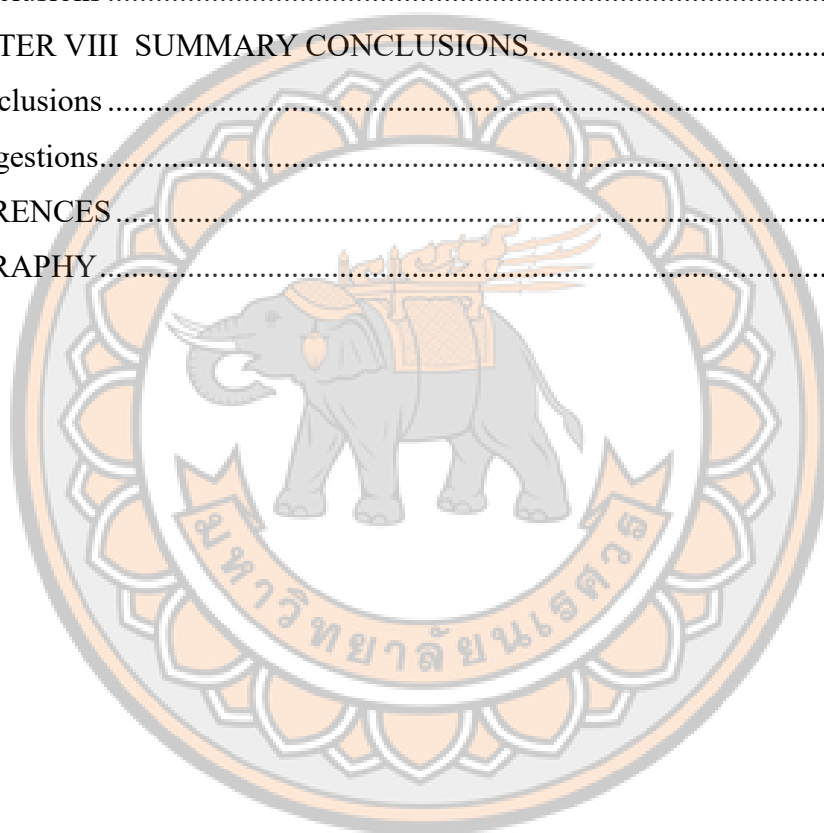 clusions ....................................................................................................
TER VIII SUMMARY CONCLUSIONS ........................................
clusions ....................................................................................................
gestions.....................................................................................................
RENCES ...................................................................................................
RAPHY .....................................................................................................
มหาวิทยาลัยนเรศวร